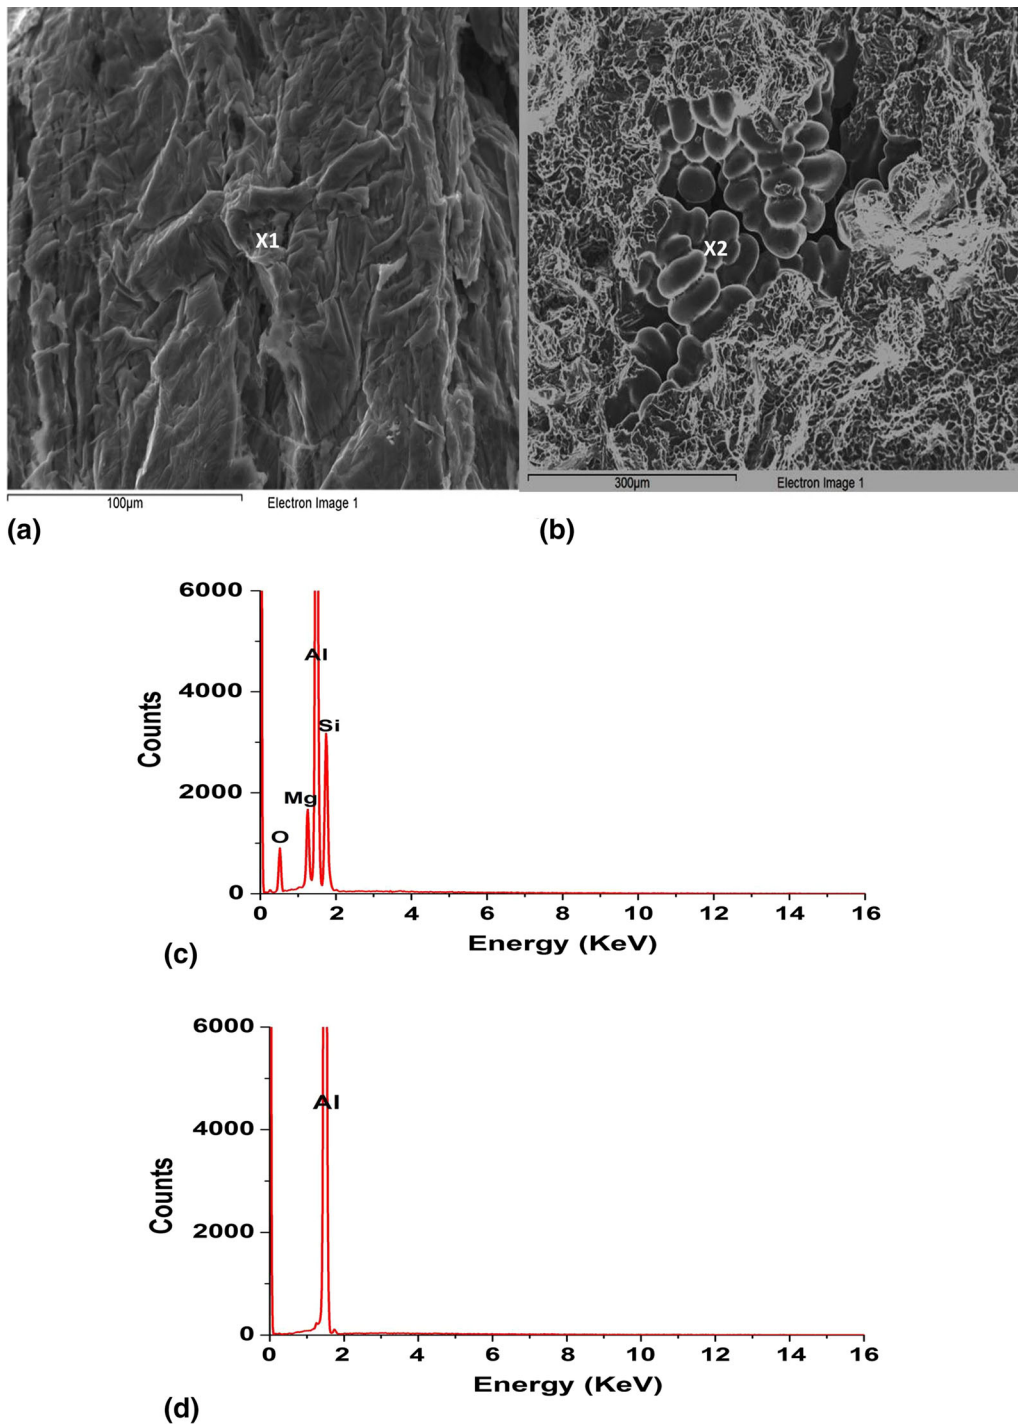 X1
X2
100µm Electron Image 1
300µm Electron Image 1
(a)
(b)
6000
4000
2000
0
Counts
Al
Si
Mg
O
0 2 4 6 8 10 12 14 16
Energy (KeV)
(c)
6000
4000
2000
0
Counts
Al
0 2 4 6 8 10 12 14 16
Energy (KeV)
(d)